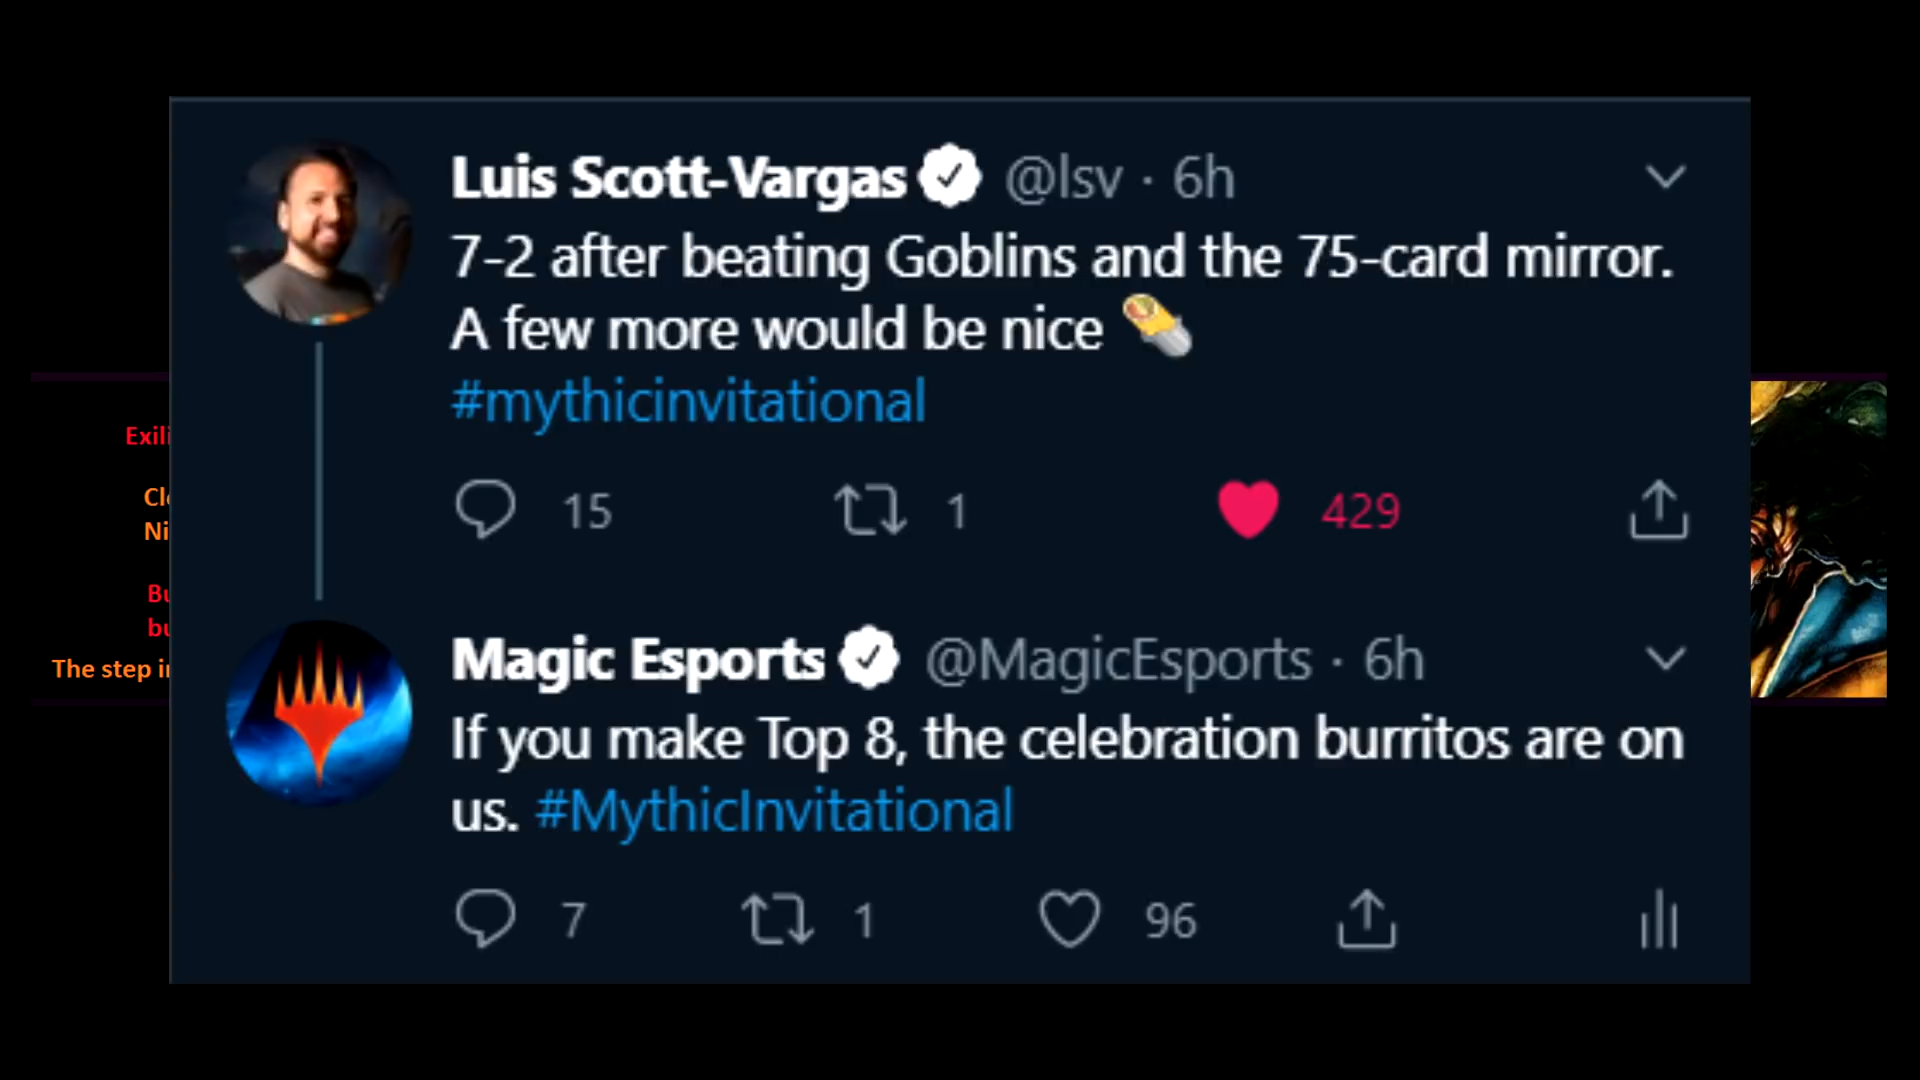 Luis Scott-Vargas @lsv · 6h
7-2 after beating Goblins and the 75-card mirror.
A few more would be nice 🌯
#mythicinvitational
15 1 429
Magic Esports @MagicEsports · 6h
If you make Top 8, the celebration burritos are on
us. #MythicInvitational
7 1 96
The step